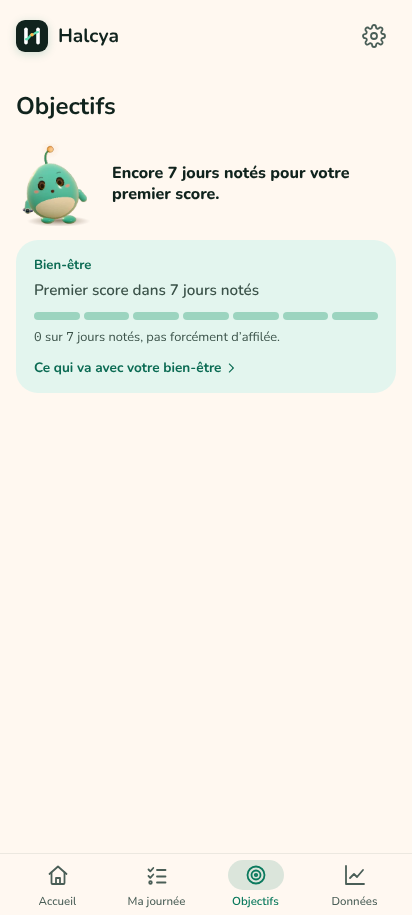 Halcya
Objectifs
Encore 7 jours notés pour votre
premier score.
Bien-être
Premier score dans 7 jours notés
0 sur 7 jours notés, pas forcément d'affilée.
Ce qui va avec votre bien-être
Accueil
Ma journée
Objectifs
Données